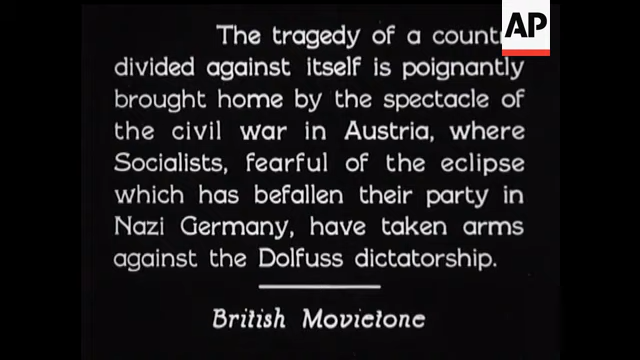 AP
The tragedy of a
divided against itself is poignantly
brought home by the spectacle of
the civil war in Austria, where
Socialists, fearful of the eclipse
which has befallen their party in
Nazi Germany, have taken arms
against the Dolfuss dictatorship.
British Movietone